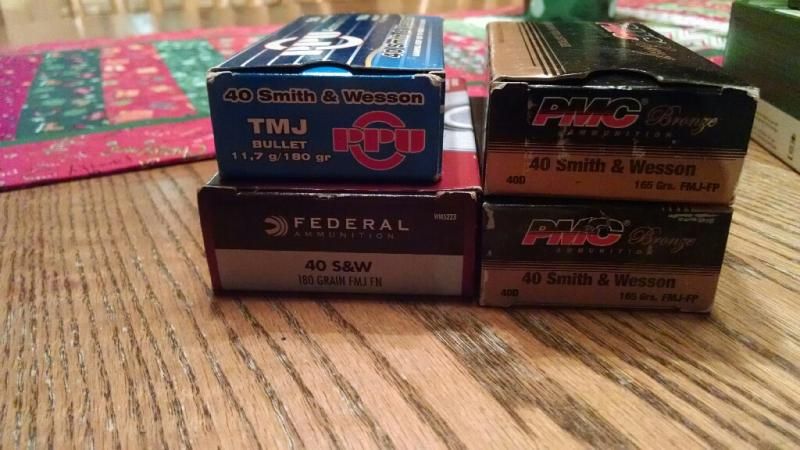 PPU
40 Smith & Wesson
TMJ
BULLET
11,7 g/180 gr
PPU
FEDERAL
AMMUNITION
WM5223
40 S&W
180 GRAIN FMJ FN
PMC Bronze
AMMUNITION
40 Smith & Wesson
40D
165 Grs. FMJ-FP
PMC Bronze
AMMUNITION
40 Smith & Wesson
40D
165 Grs. FMJ-FP